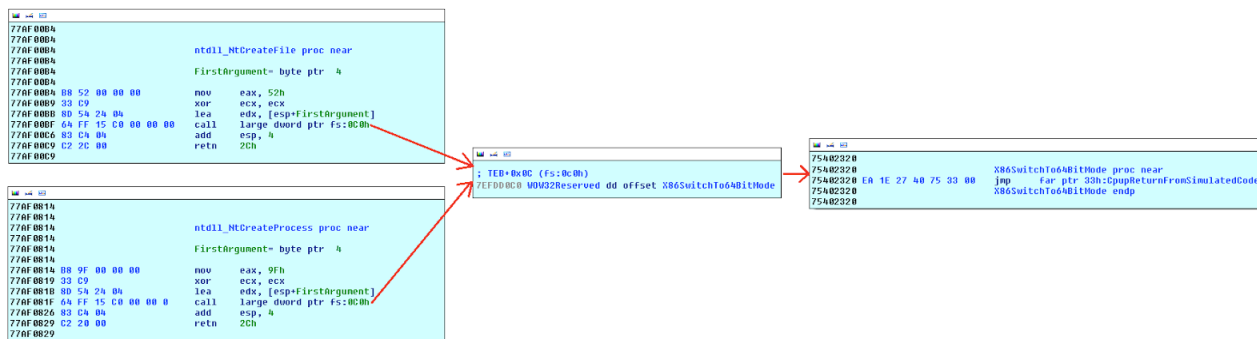 77AF00B4
77AF00B4
77AF00B4 ntdll_NtCreateFile proc near
77AF00B4
77AF00B4 FirstArgument= byte ptr 4
77AF00B4
77AF00B4 B8 52 00 00 00 mov eax, 52h
77AF00B9 33 C9 xor ecx, ecx
77AF00BB 8D 54 24 04 lea edx, [esp+FirstArgument]
77AF00BF 64 FF 15 C0 00 00 00 call large dword ptr fs:0C0h
77AF00C6 83 C4 04 add esp, 4
77AF00C9 C2 2C 00 retn 2Ch
77AF00C9
77AF0814
77AF0814
77AF0814 ntdll_NtCreateProcess proc near
77AF0814
77AF0814 FirstArgument= byte ptr 4
77AF0814
77AF0814 B8 9F 00 00 00 mov eax, 9Fh
77AF0819 33 C9 xor ecx, ecx
77AF081B 8D 54 24 04 lea edx, [esp+FirstArgument]
77AF081F 64 FF 15 C0 00 00 0 call large dword ptr fs:0C0h
77AF0826 83 C4 04 add esp, 4
77AF0829 C2 20 00 retn 2Ch
77AF0829
; TEB+0x0C (fs:0c0h)
7EFDD0C0 WOW32Reserved dd offset X86SwitchTo64BitMode
75402320
75402320 X86SwitchTo64BitMode proc near
75402320 EA 1E 27 40 75 33 00 jmp far ptr 33h:CpupReturnFromSimulatedCode
75402320 X86SwitchTo64BitMode endp
75402320